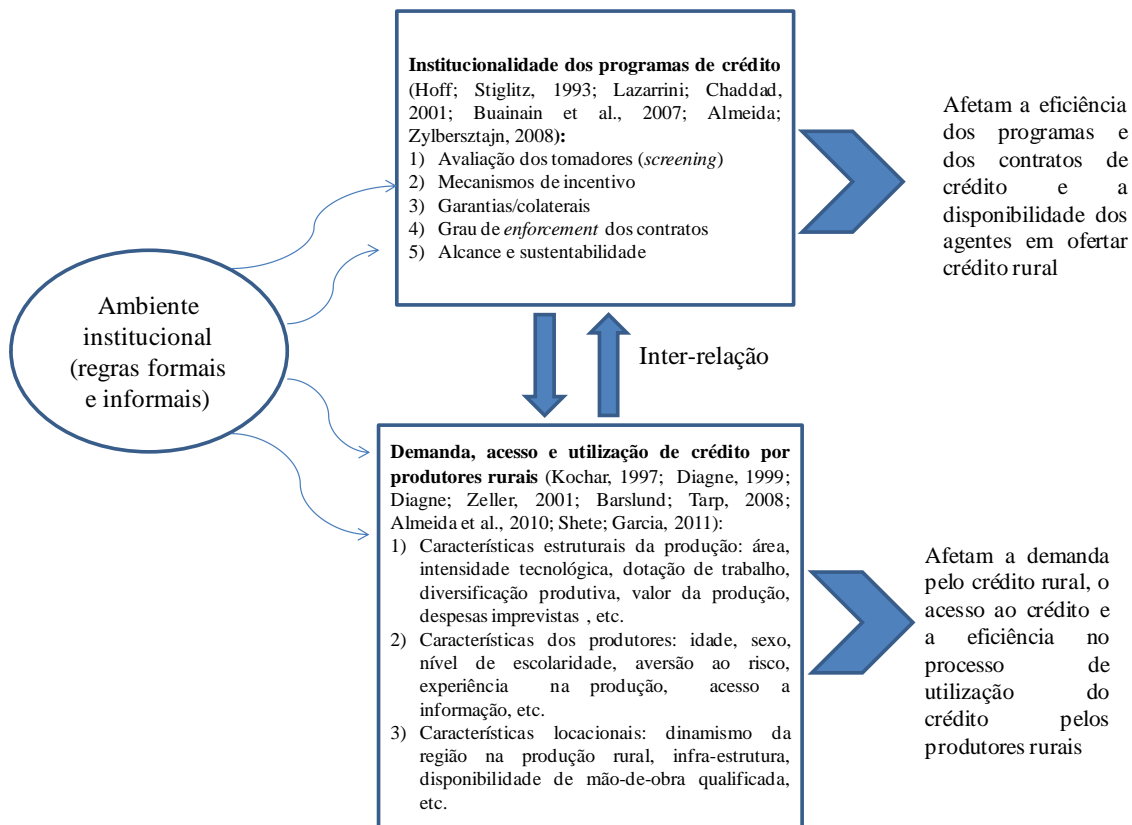 Institucionalidade dos programas de crédito
(Hoff; Stiglitz, 1993; Lazarrini; Chaddad,
2001; Buainain et al., 2007; Almeida;
Zylbersztajn, 2008):
1) Avaliação dos tomadores (screening)
2) Mecanismos de incentivo
3) Garantias/colaterais
4) Grau de enforcement dos contratos
5) Alcance e sustentabilidade
Afetam a eficiência
dos programas e
dos contratos de
crédito e a
disponibilidade dos
agentes em ofertar
crédito rural
Ambiente
institucional
(regras formais
e informais)
Inter-relação
Demanda, acesso e utilização de crédito por
produtores rurais (Kochar, 1997; Diagne, 1999;
Diagne; Zeller, 2001; Barslund; Tarp, 2008;
Almeida et al., 2010; Shete; Garcia, 2011):
1) Características estruturais da produção: área,
intensidade tecnológica, dotação de trabalho,
diversificação produtiva, valor da produção,
despesas imprevistas , etc.
2) Características dos produtores: idade, sexo,
nível de escolaridade, aversão ao risco,
experiência na produção, acesso a
informação, etc.
3) Características locacionais: dinamismo da
região na produção rural, infra-estrutura,
disponibilidade de mão-de-obra qualificada,
etc.
Afetam a demanda
pelo crédito rural, o
acesso ao crédito e
a eficiência no
processo de
utilização do
crédito pelos
produtores rurais